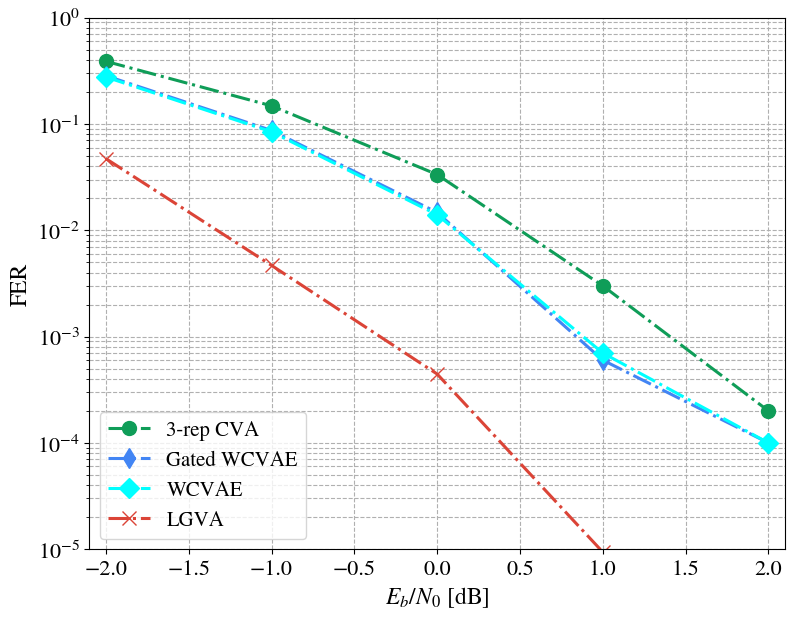 10⁰
10⁻¹
10⁻²
10⁻³
10⁻⁴
10⁻⁵
FER
3-rep CVA
Gated WCVAE
WCVAE
LGVA
−2.0 −1.5 −1.0 −0.5 0.0 0.5 1.0 1.5 2.0
E_b/N_0 [dB]